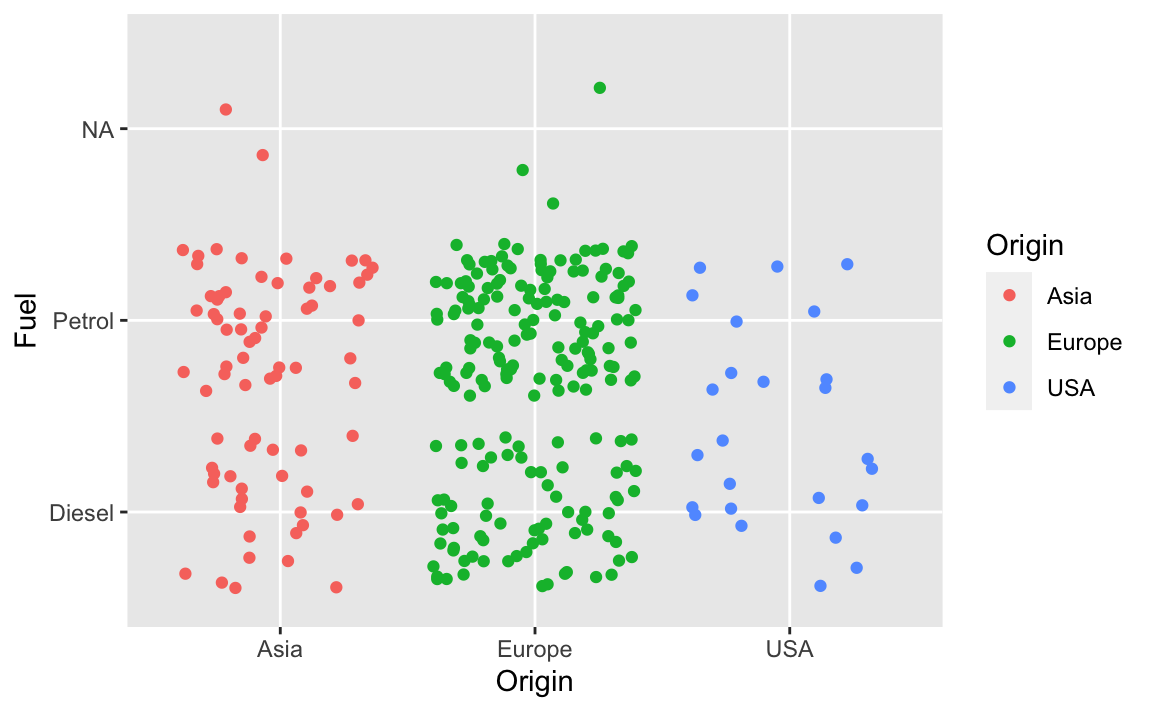 NA
Petrol
Diesel
Fuel
Asia
Europe
USA
Origin
Origin
Asia
Europe
USA